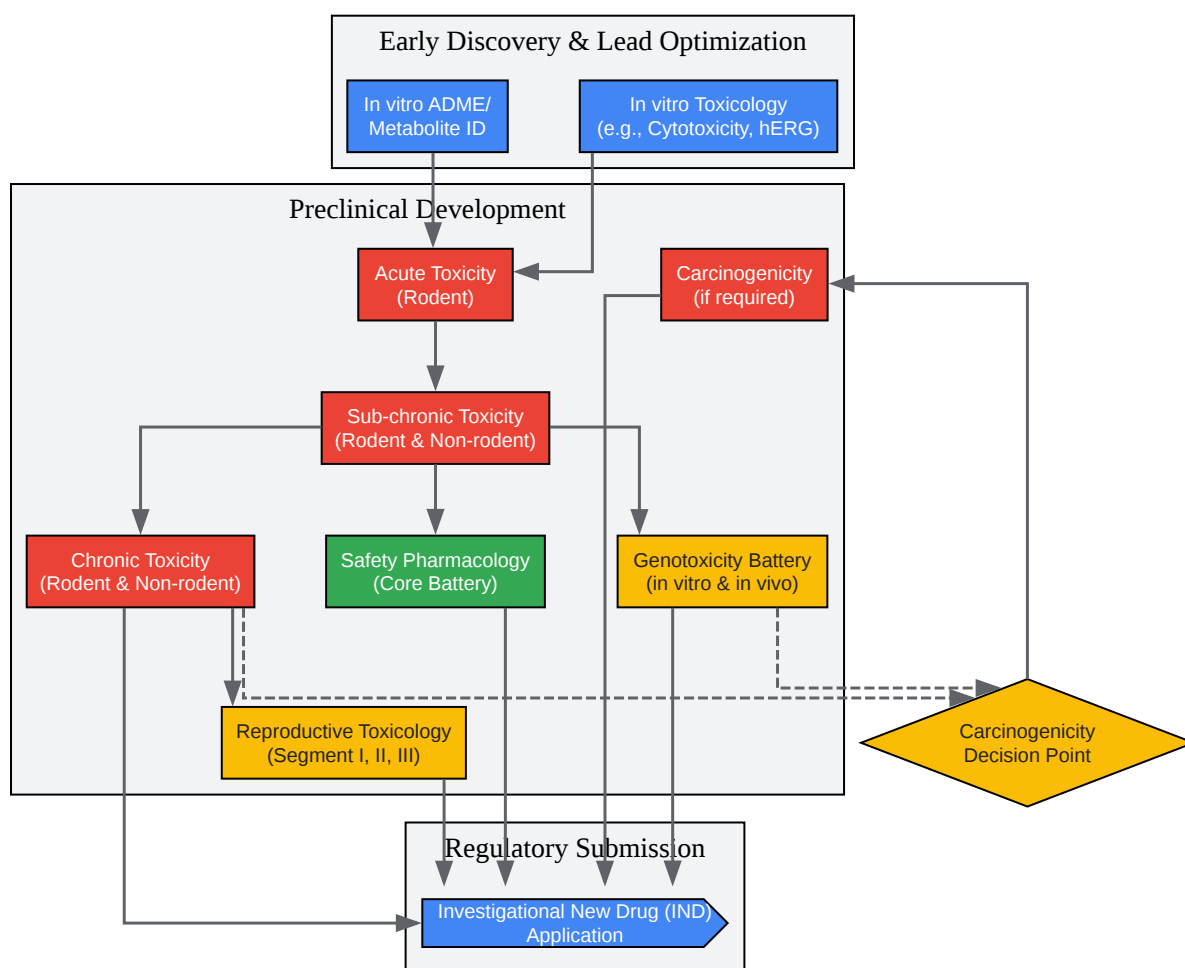 Early Discovery & Lead Optimization
In vitro ADME/
Metabolite ID
In vitro Toxicology
(e.g., Cytotoxicity, hERG)
Preclinical Development
Acute Toxicity
(Rodent)
Carcinogenicity
(if required)
Sub-chronic Toxicity
(Rodent & Non-rodent)
Chronic Toxicity
(Rodent & Non-rodent)
Safety Pharmacology
(Core Battery)
Genotoxicity Battery
(in vitro & in vivo)
Reproductive Toxicology
(Segment I, II, III)
Carcinogenicity
Decision Point
Regulatory Submission
Investigational New Drug (IND)
Application